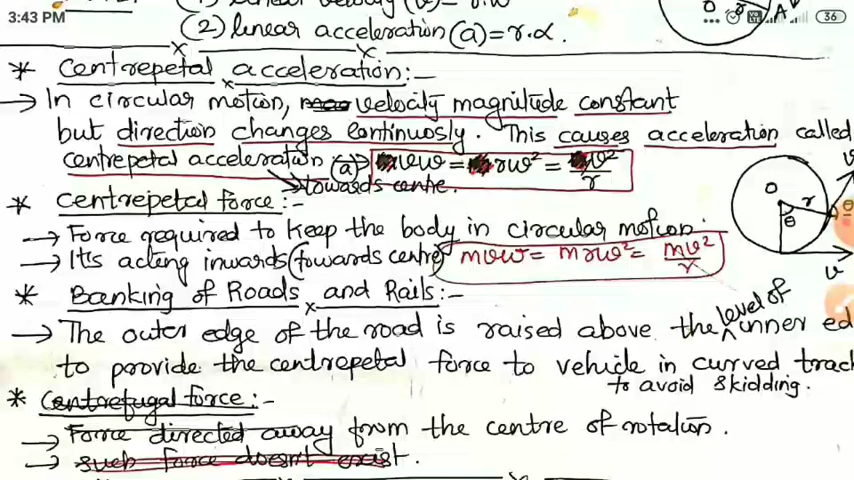 3:43 PM
36
(2) linear acceleration (a) = r.α.
* Centrepetal acceleration:-
→ In circular motion, velocity magnitude constant
but direction changes continuosly. This causes acceleration called
centrepetal acceleration (a) vω = rω² = v²/r
→ towards centre.
* Centrepetal force:-
→ Force required to keep the body in circular motion.
→ It's acting inwards (towards centre) mvω = mrω² = mv²/r
O
r
θ
θ
v
v
* Banking of Roads and Rails:-
→ The outer edge of the road is raised above the level of inner ed
to provide the centrepetal force to vehicle in curved track
to avoid skidding.
* Centrefugal force:-
→ Force directed away from the centre of rotation.
→ such force doesn't exist.